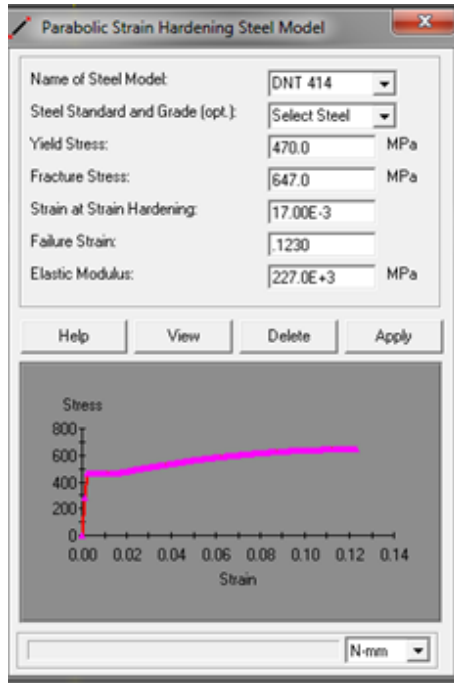 Parabolic Strain Hardening Steel Model
Name of Steel Model: DNT 414
Steel Standard and Grade (opt.): Select Steel
Yield Stress: 470.0 MPa
Fracture Stress: 647.0 MPa
Strain at Strain Hardening: 17.00E-3
Failure Strain: .1230
Elastic Modulus: 227.0E+3 MPa
Help View Delete Apply
Stress
800
600
400
200
0
0.00 0.02 0.04 0.06 0.08 0.10 0.12 0.14
Strain
N-mm